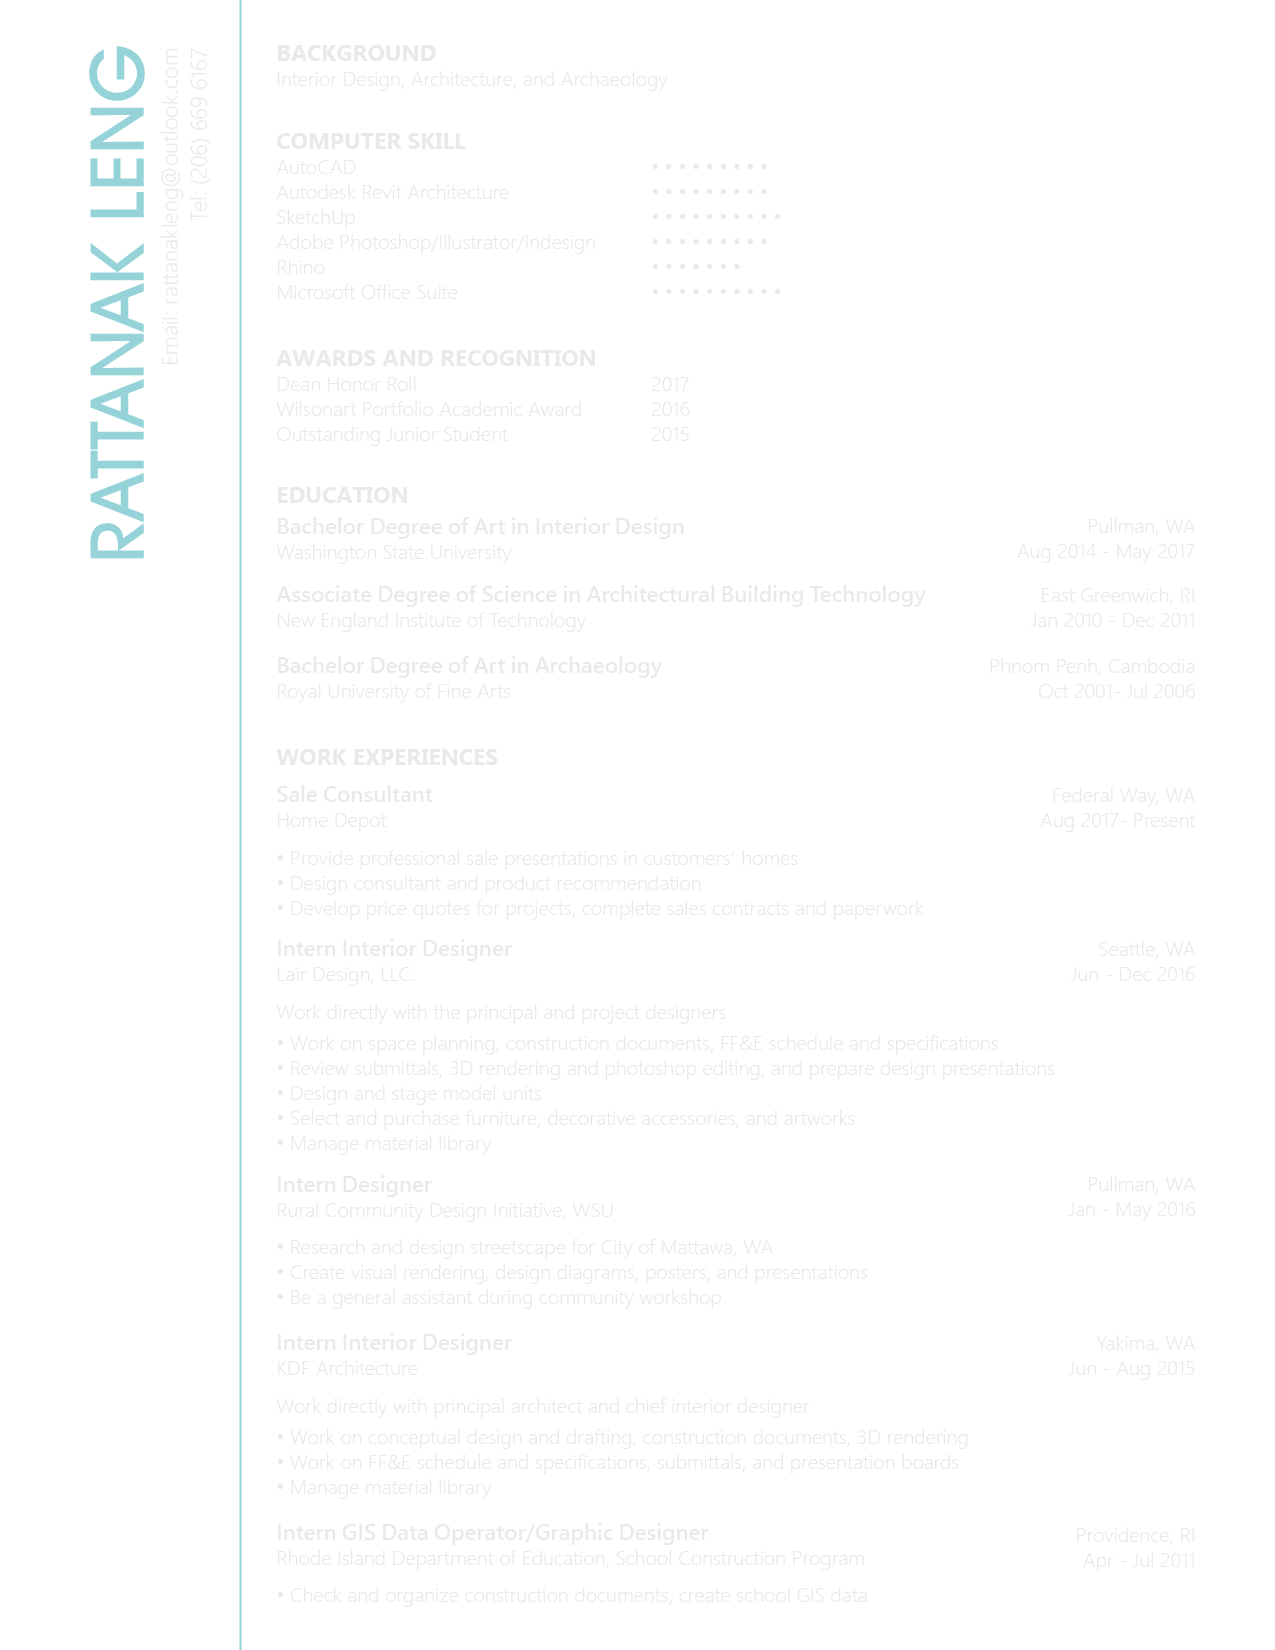 RATTANAK LENG
Email: rattanakleng@outlook.com
Tel: (206) 669 6167
BACKGROUND
Interior Design, Architecture, and Archaeology
COMPUTER SKILL
AutoCAD • • • • • • • • •
Autodesk Revit Architecture • • • • • • • • •
SketchUp • • • • • • • • • •
Adobe Photoshop/Illustrator/Indesign • • • • • • • • •
Rhino • • • • • • •
Microsoft Office Suite • • • • • • • • • •
AWARDS AND RECOGNITION
Dean Honor Roll 2017
Wilsonart Portfolio Academic Award 2016
Outstanding Junior Student 2015
EDUCATION
Bachelor Degree of Art in Interior Design Pullman, WA
Washington State University Aug 2014 - May 2017
Associate Degree of Science in Architectural Building Technology East Greenwich, RI
New England Institute of Technology Jan 2010 - Dec 2011
Bachelor Degree of Art in Archaeology Phnom Penh, Cambodia
Royal University of Fine Arts Oct 2001- Jul 2006
WORK EXPERIENCES
Sale Consultant Federal Way, WA
Home Depot Aug 2017- Present
• Provide professional sale presentations in customers’ homes
• Design consultant and product recommendation
• Develop price quotes for projects, complete sales contracts and paperwork
Intern Interior Designer Seattle, WA
Lair Design, LLC. Jun - Dec 2016
Work directly with the principal and project designers
• Work on space planning, construction documents, FF&E schedule and specifications
• Review submittals, 3D rendering and photoshop editing, and prepare design presentations
• Design and stage model units
• Select and purchase furniture, decorative accessories, and artworks
• Manage material library
Intern Designer Pullman, WA
Rural Community Design Initiative, WSU Jan - May 2016
• Research and design streetscape for City of Mattawa, WA
• Create visual rendering, design diagrams, posters, and presentations
• Be a general assistant during community workshop
Intern Interior Designer Yakima, WA
KDF Architecture Jun - Aug 2015
Work directly with principal architect and chief interior designer
• Work on conceptual design and drafting, construction documents, 3D rendering
• Work on FF&E schedule and specifications, submittals, and presentation boards
• Manage material library
Intern GIS Data Operator/Graphic Designer Providence, RI
Rhode Island Department of Education, School Construction Program Apr - Jul 2011
• Check and organize construction documents, create school GIS data